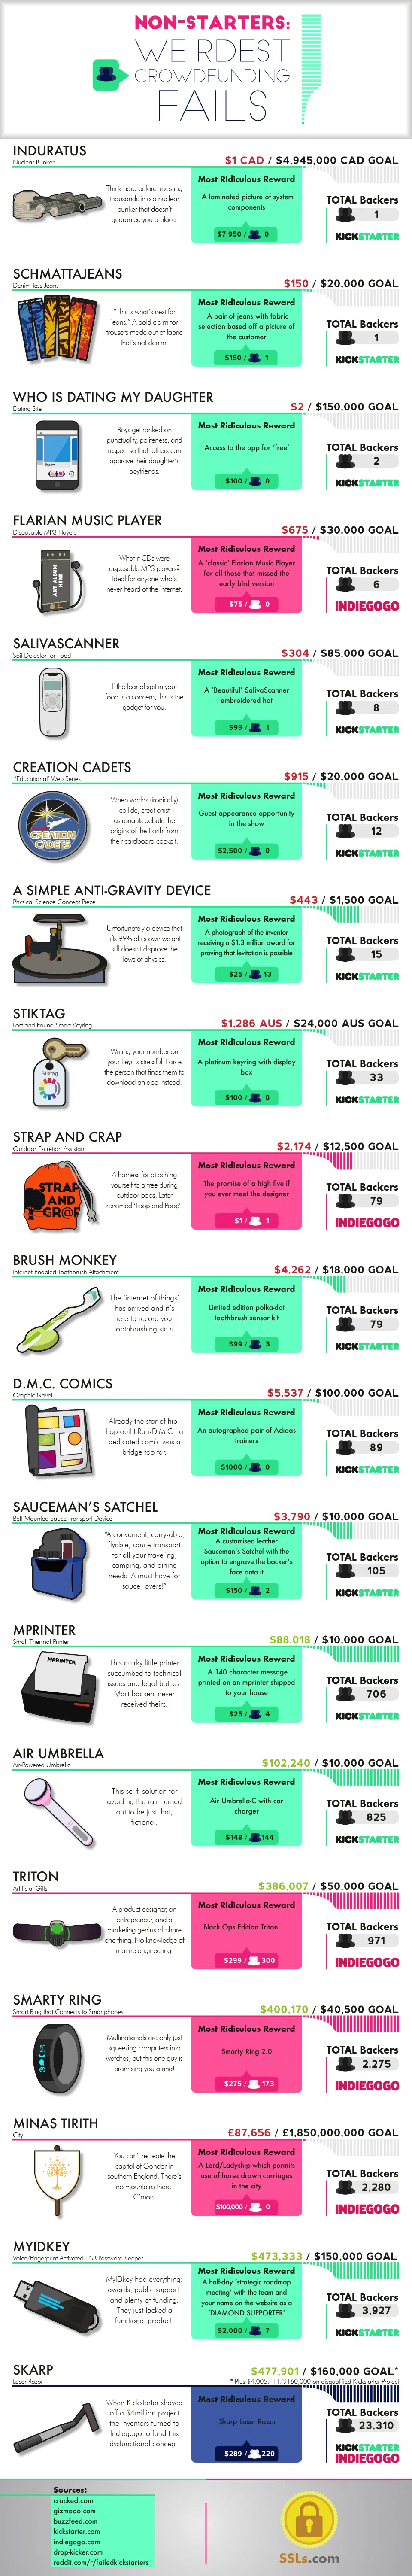 NON-STARTERS:
WEIRDEST
CROWDFUNDING
FAILS
INDURATUS
Nuclear Bunker
$1 CAD / $4,945,000 CAD GOAL
Think hard before investing
thousands into a nuclear
bunker that doesn't
guarantee you a place.
Most Ridiculous Reward
A laminated picture of system
components
$7,950 / 0
TOTAL Backers
1
KICKSTARTER
SCHMATTAJEANS
Denim-less Jeans
$150 / $20,000 GOAL
"This is what's next for
jeans." A bold claim for
trousers made out of fabric
that's not denim.
Most Ridiculous Reward
A pair of jeans with fabric
selection based off a picture of
the customer
$150 / 1
TOTAL Backers
1
KICKSTARTER
WHO IS DATING MY DAUGHTER
Dating Site
$2 / $150,000 GOAL
Boys get ranked on
punctuality, politeness, and
respect so that fathers can
approve their daughter's
boyfriends.
Most Ridiculous Reward
Access to the app for 'free'
$100 / 0
TOTAL Backers
2
KICKSTARTER
FLARIAN MUSIC PLAYER
Disposable MP3 Players
$675 / $30,000 GOAL
ART ALBUM
HERE
What if CDs were
disposable MP3 players?
Ideal for anyone who's
never heard of the internet.
Most Ridiculous Reward
A 'classic' Flarian Music Player
for all those that missed the
early bird version
$75 / 0
TOTAL Backers
6
INDIEGOGO
SALIVASCANNER
Spit Detector for Food
$304 / $85,000 GOAL
If the fear of spit in your
food is a concern, this is the
gadget for you.
Most Ridiculous Reward
A 'Beautiful' SalivaScanner
embroidered hat
$99 / 1
TOTAL Backers
8
KICKSTARTER
CREATION CADETS
'Educational' Web Series
$915 / $20,000 GOAL
CREATION
CADETS
When worlds (ironically)
collide, creationist
astronauts debate the
origins of the Earth from
their cardboard cockpit.
Most Ridiculous Reward
Guest appearance opportunity
in the show
$2,500 / 0
TOTAL Backers
12
KICKSTARTER
A SIMPLE ANTI-GRAVITY DEVICE
Physical Science Concept Piece
$443 / $1,500 GOAL
Unfortunately a device that
lifts 99% of its own weight
still doesn't disprove the
laws of physics.
Most Ridiculous Reward
A photograph of the inventor
receiving a $1.3 million award for
proving that levitation is possible
$25 / 13
TOTAL Backers
15
KICKSTARTER
STIKTAG
Lost and Found Smart Keyring
$1,286 AUS / $24,000 AUS GOAL
Stiktag
Writing your number on
your keys is stressful. Force
the person that finds them to
download an app instead.
Most Ridiculous Reward
A platinum keyring with display
box
$100 / 0
TOTAL Backers
33
KICKSTARTER
STRAP AND CRAP
Outdoor Excretion Assistant
$2,174 / $12,500 GOAL
STRAP
AND
CR@P
A harness for attaching
yourself to a tree during
outdoor poos. Later
renamed 'Loop and Poop'.
Most Ridiculous Reward
The promise of a high five if
you ever meet the designer
$1 / 1
TOTAL Backers
79
INDIEGOGO
BRUSH MONKEY
Internet-Enabled Toothbrush Attachment
$4,262 / $18,000 GOAL
The 'internet of things'
has arrived and it's
here to record your
toothbrushing stats.
Most Ridiculous Reward
Limited edition polka-dot
toothbrush sensor kit
$99 / 3
TOTAL Backers
79
KICKSTARTER
D.M.C. COMICS
Graphic Novel
$5,537 / $100,000 GOAL
Already the star of hip-
hop outfit Run-D.M.C., a
dedicated comic was a
bridge too far.
Most Ridiculous Reward
An autographed pair of Adidas
trainers
$1000 / 0
TOTAL Backers
89
KICKSTARTER
SAUCEMAN'S SATCHEL
Belt-Mounted Sauce Transport Device
$3,790 / $10,000 GOAL
"A convenient, carry-able,
flyable, sauce transport
for all your traveling,
camping, and dining
needs. A must-have for
sauce-lovers!"
Most Ridiculous Reward
A customised leather
Sauceman's Satchel with the
option to engrave the backer's
face onto it
$150 / 2
TOTAL Backers
105
KICKSTARTER
MPRINTER
Small Thermal Printer
$88,018 / $10,000 GOAL
MPRINTER
This quirky little printer
succumbed to technical
issues and legal battles.
Most backers never
received theirs.
Most Ridiculous Reward
A 140 character message
printed on an mprinter shipped
to your house
$25 / 4
TOTAL Backers
706
KICKSTARTER
AIR UMBRELLA
Air-Powered Umbrella
$102,240 / $10,000 GOAL
This sci-fi solution for
avoiding the rain turned
out to be just that,
fictional.
Most Ridiculous Reward
Air Umbrella-C with car
charger
$148 / 144
TOTAL Backers
825
KICKSTARTER
TRITON
Artificial Gills
$386,007 / $50,000 GOAL
A product designer, an
entrepreneur, and a
marketing genius all share
one thing. No knowledge of
marine engineering.
Most Ridiculous Reward
Black Ops Edition Triton
$299 / 300
TOTAL Backers
971
INDIEGOGO
SMARTY RING
Smart Ring that Connects to Smartphones
$400,170 / $40,500 GOAL
Multinationals are only just
squeezing computers into
watches, but this one guy is
promising you a ring!
Most Ridiculous Reward
Smarty Ring 2.0
$275 / 173
TOTAL Backers
2,275
INDIEGOGO
MINAS TIRITH
City
£87,656 / £1,850,000,000 GOAL
You can't recreate the
capital of Gondor in
southern England. There's
no mountains there!
C'mon.
Most Ridiculous Reward
A Lord/Ladyship which permits
use of horse drawn carriages
in the city
$100,000 / 0
TOTAL Backers
2,280
INDIEGOGO
MYIDKEY
Voice/Fingerprint Activated USB Password Keeper
$473,333 / $150,000 GOAL
MyIDkey had everything:
awards, public support,
and plenty of funding.
They just lacked a
functional product.
Most Ridiculous Reward
A half-day 'strategic roadmap
meeting' with the team and
your name on the website as a
'DIAMOND SUPPORTER'
$2,000 / 7
TOTAL Backers
3,927
KICKSTARTER
SKARP
Laser Razor
$477,901 / $160,000 GOAL*
* Plus $4,005,111/$160,000 on disqualified Kickstarter Project
When Kickstarter shaved
off a $4million project
the inventors turned to
Indiegogo to fund this
dysfunctional concept.
Most Ridiculous Reward
Skarp Laser Razor
$289 / 220
TOTAL Backers
23,310
KICKSTARTER
INDIEGOGO
Sources:
cracked.com
gizmodo.com
buzzfeed.com
kickstarter.com
indiegogo.com
drop-kicker.com
reddit.com/r/failedkickstarters
SSLs.com